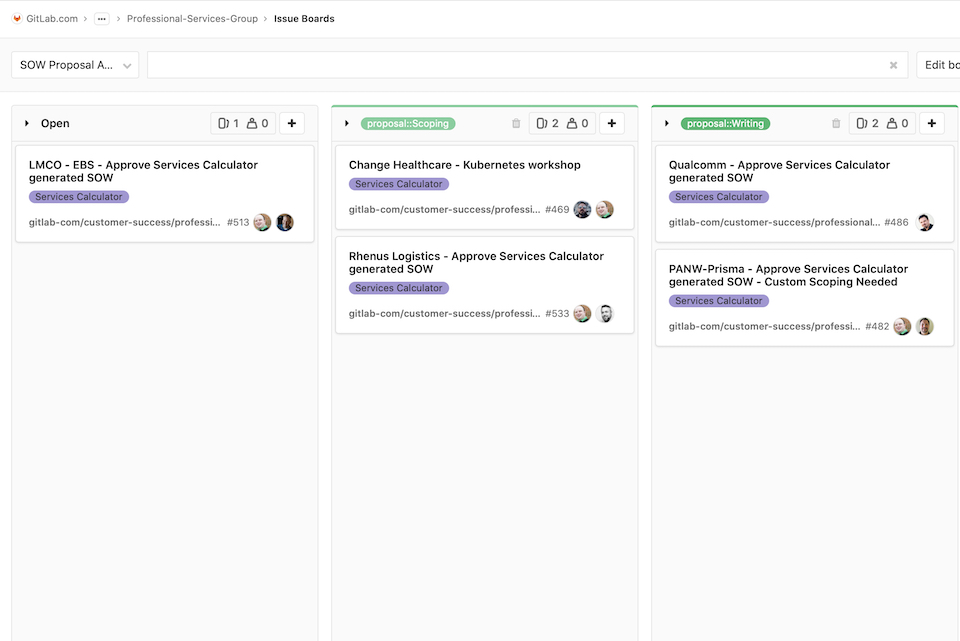 GitLab.com > ... > Professional-Services-Group > Issue Boards
SOW Proposal A...
Edit bo
Open 1 0 +
LMCO - EBS - Approve Services Calculator
generated SOW
Services Calculator
gitlab-com/customer-success/professi... #513
proposal::Scoping 2 0 +
Change Healthcare - Kubernetes workshop
Services Calculator
gitlab-com/customer-success/professi... #469
Rhenus Logistics - Approve Services Calculator
generated SOW
Services Calculator
gitlab-com/customer-success/professi... #533
proposal::Writing 2 0 +
Qualcomm - Approve Services Calculator
generated SOW
Services Calculator
gitlab-com/customer-success/professional... #486
PANW-Prisma - Approve Services Calculator
generated SOW - Custom Scoping Needed
Services Calculator
gitlab-com/customer-success/professi... #482